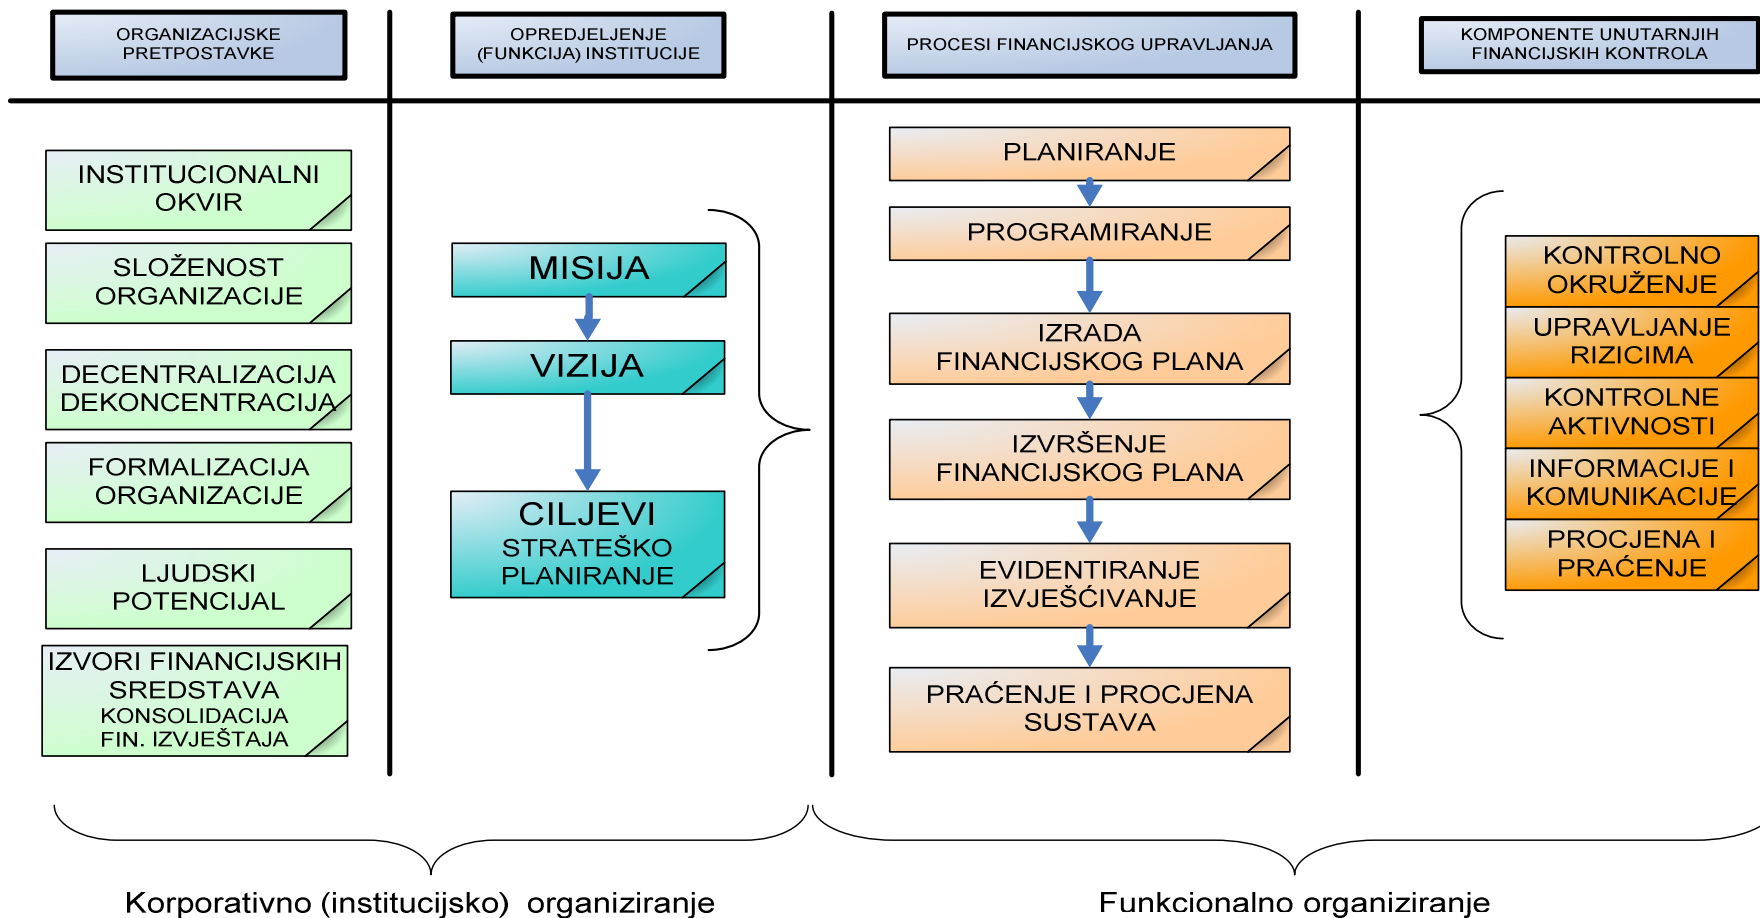 ORGANIZACIJSKE
PRETPOSTAVKE
OPREDJELJENJE
(FUNKCIJA) INSTITUCIJE
PROCESI FINANCIJSKOG UPRAVLJANJA
KOMPONENTE UNUTARNJIH
FINANCIJSKIH KONTROLA
INSTITUCIONALNI
OKVIR
SLOŽENOST
ORGANIZACIJE
DECENTRALIZACIJA
DEKONCENTRACIJA
FORMALIZACIJA
ORGANIZACIJE
LJUDSKI
POTENCIJAL
IZVORI FINANCIJSKIH
SREDSTAVA
KONSOLIDACIJA
FIN. IZVJEŠTAJA
MISIJA
VIZIJA
CILJEVI
STRATEŠKO
PLANIRANJE
PLANIRANJE
PROGRAMIRANJE
IZRADA
FINANCIJSKOG PLANA
IZVRŠENJE
FINANCIJSKOG PLANA
EVIDENTIRANJE
IZVJEŠĆIVANJE
PRAĆENJE I PROCJENA
SUSTAVA
KONTROLNO
OKRUŽENJE
UPRAVLJANJE
RIZICIMA
KONTROLNE
AKTIVNOSTI
INFORMACIJE I
KOMUNIKACIJE
PROCJENA I
PRAĆENJE
Korporativno (institucijsko) organiziranje
Funkcionalno organiziranje